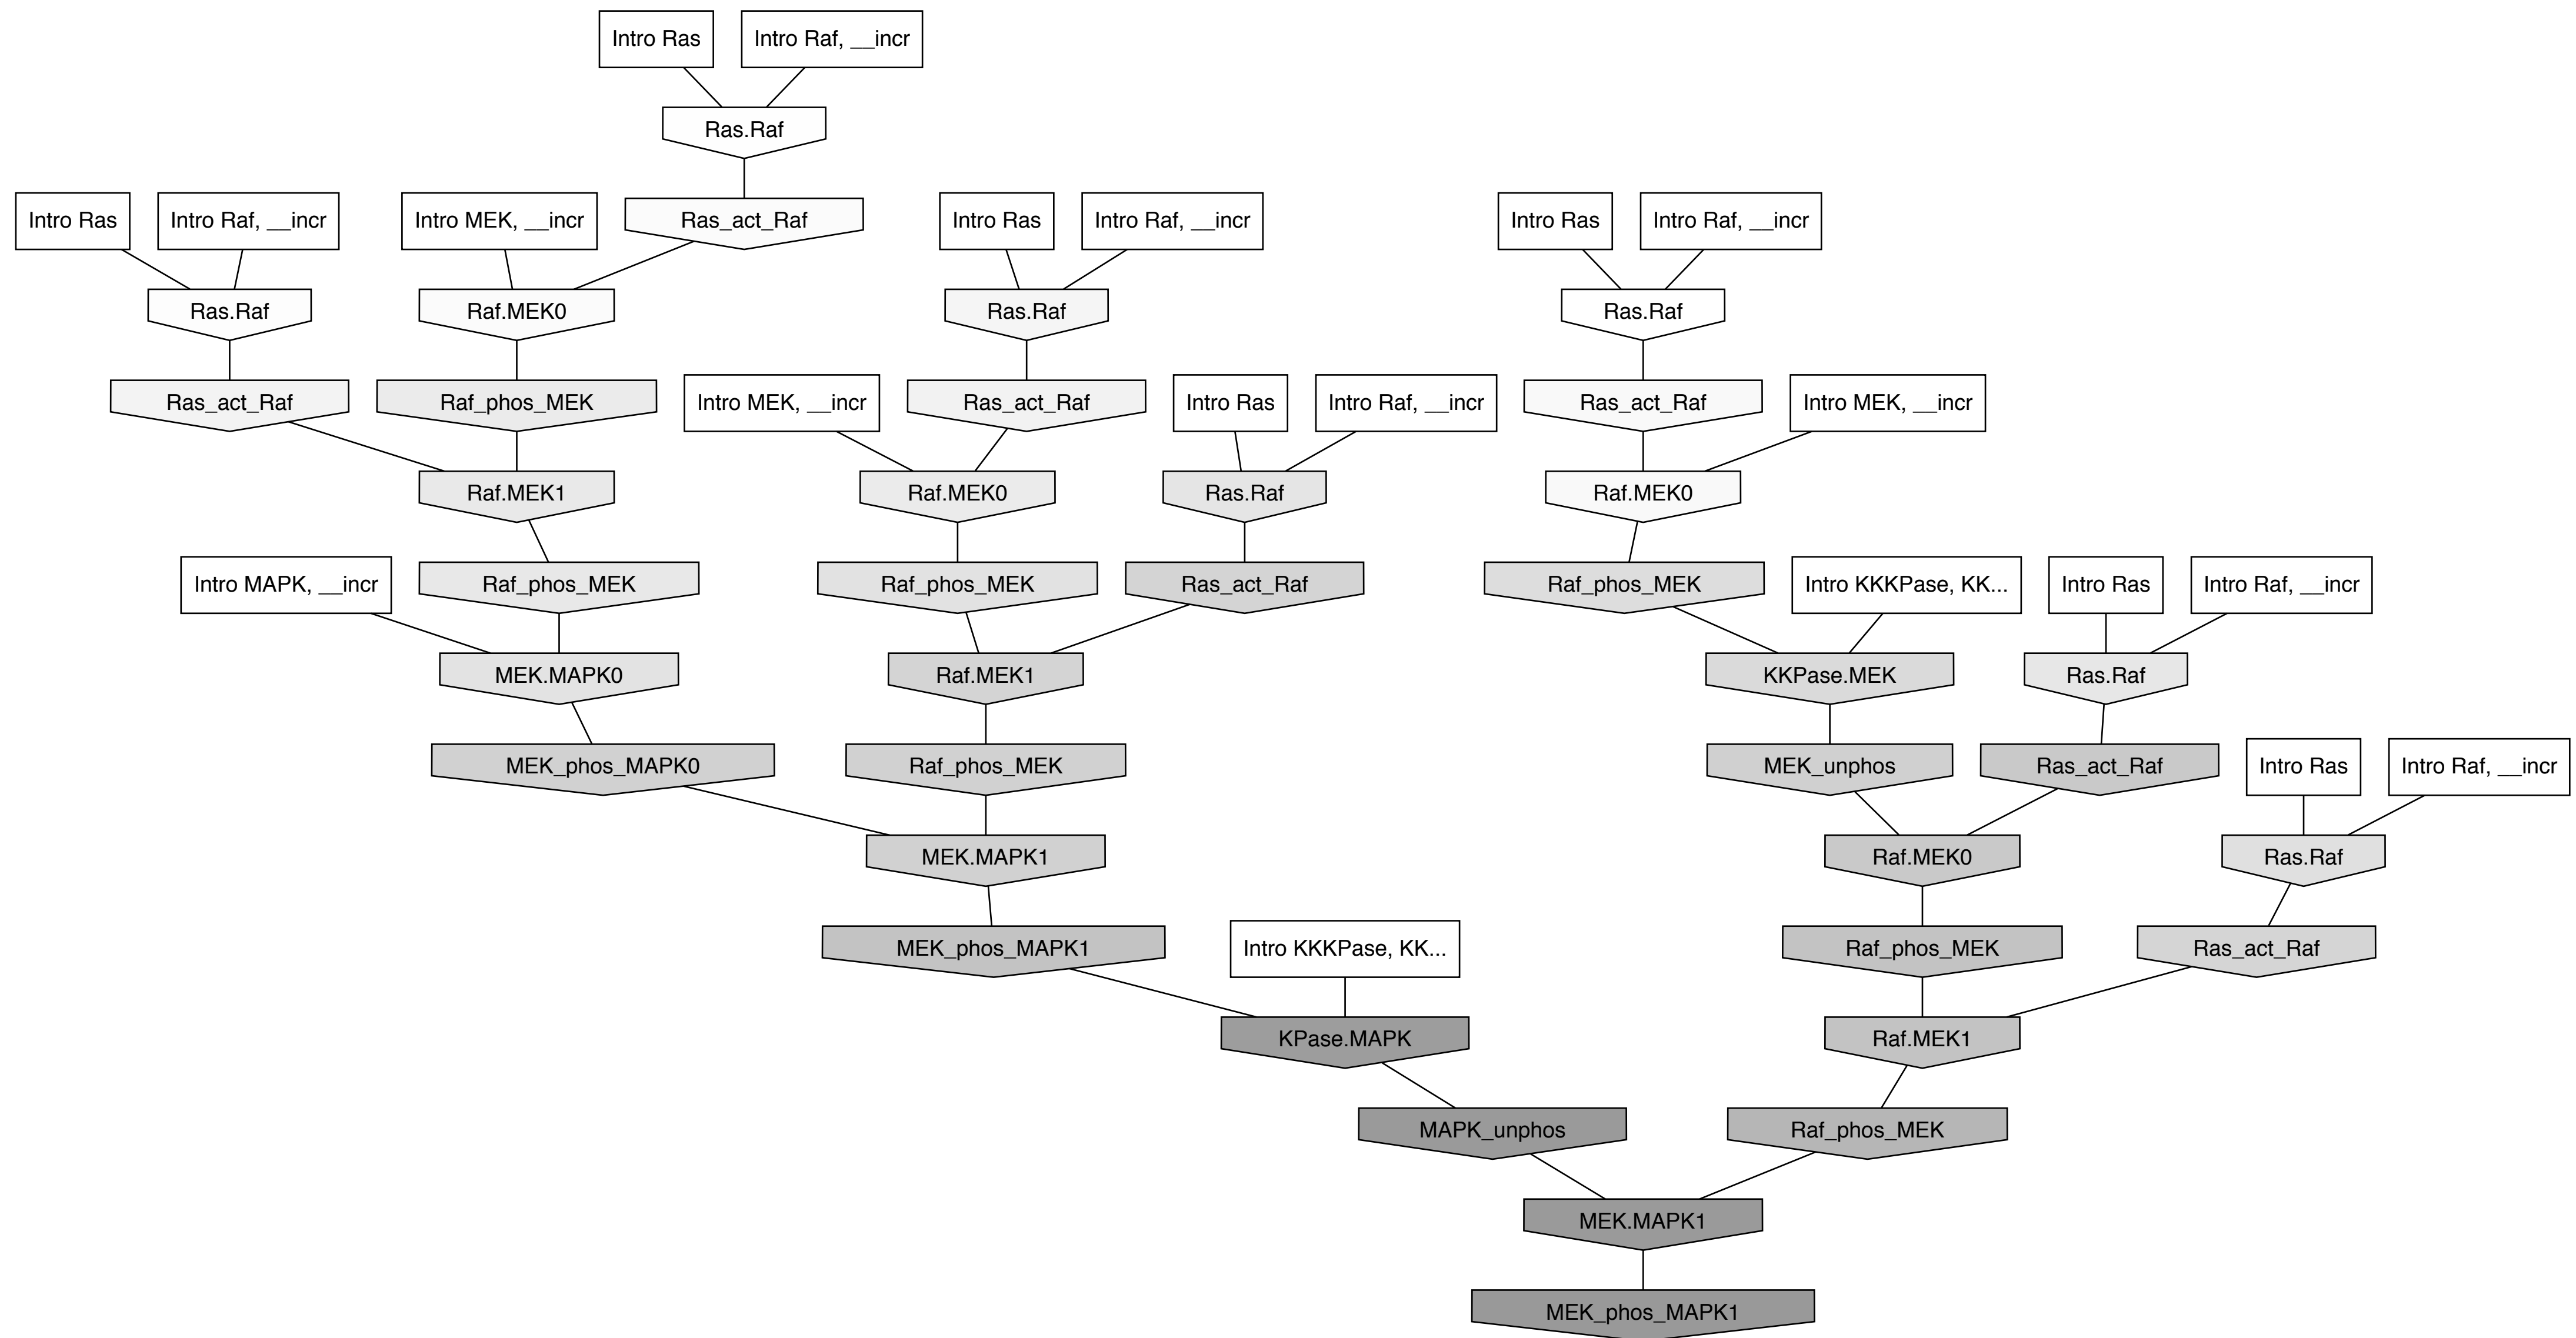 Intro Ras
Intro Raf, __incr
Ras.Raf
Intro Ras
Intro Raf, __incr
Intro MEK, __incr
Ras_act_Raf
Intro Ras
Intro Raf, __incr
Intro Ras
Intro Raf, __incr
Ras.Raf
Raf.MEK0
Ras.Raf
Ras.Raf
Ras_act_Raf
Raf_phos_MEK
Intro MEK, __incr
Ras_act_Raf
Intro Ras
Intro Raf, __incr
Ras_act_Raf
Intro MEK, __incr
Raf.MEK1
Raf.MEK0
Ras.Raf
Raf.MEK0
Intro MAPK, __incr
Raf_phos_MEK
Raf_phos_MEK
Ras_act_Raf
Raf_phos_MEK
Intro KKKPase, KK...
Intro Ras
Intro Raf, __incr
MEK.MAPK0
Raf.MEK1
KKPase.MEK
Ras.Raf
MEK_phos_MAPK0
Raf_phos_MEK
MEK_unphos
Ras_act_Raf
Intro Ras
Intro Raf, __incr
MEK.MAPK1
Raf.MEK0
Ras.Raf
MEK_phos_MAPK1
Intro KKKPase, KK...
Raf_phos_MEK
Ras_act_Raf
KPase.MAPK
Raf.MEK1
MAPK_unphos
Raf_phos_MEK
MEK.MAPK1
MEK_phos_MAPK1